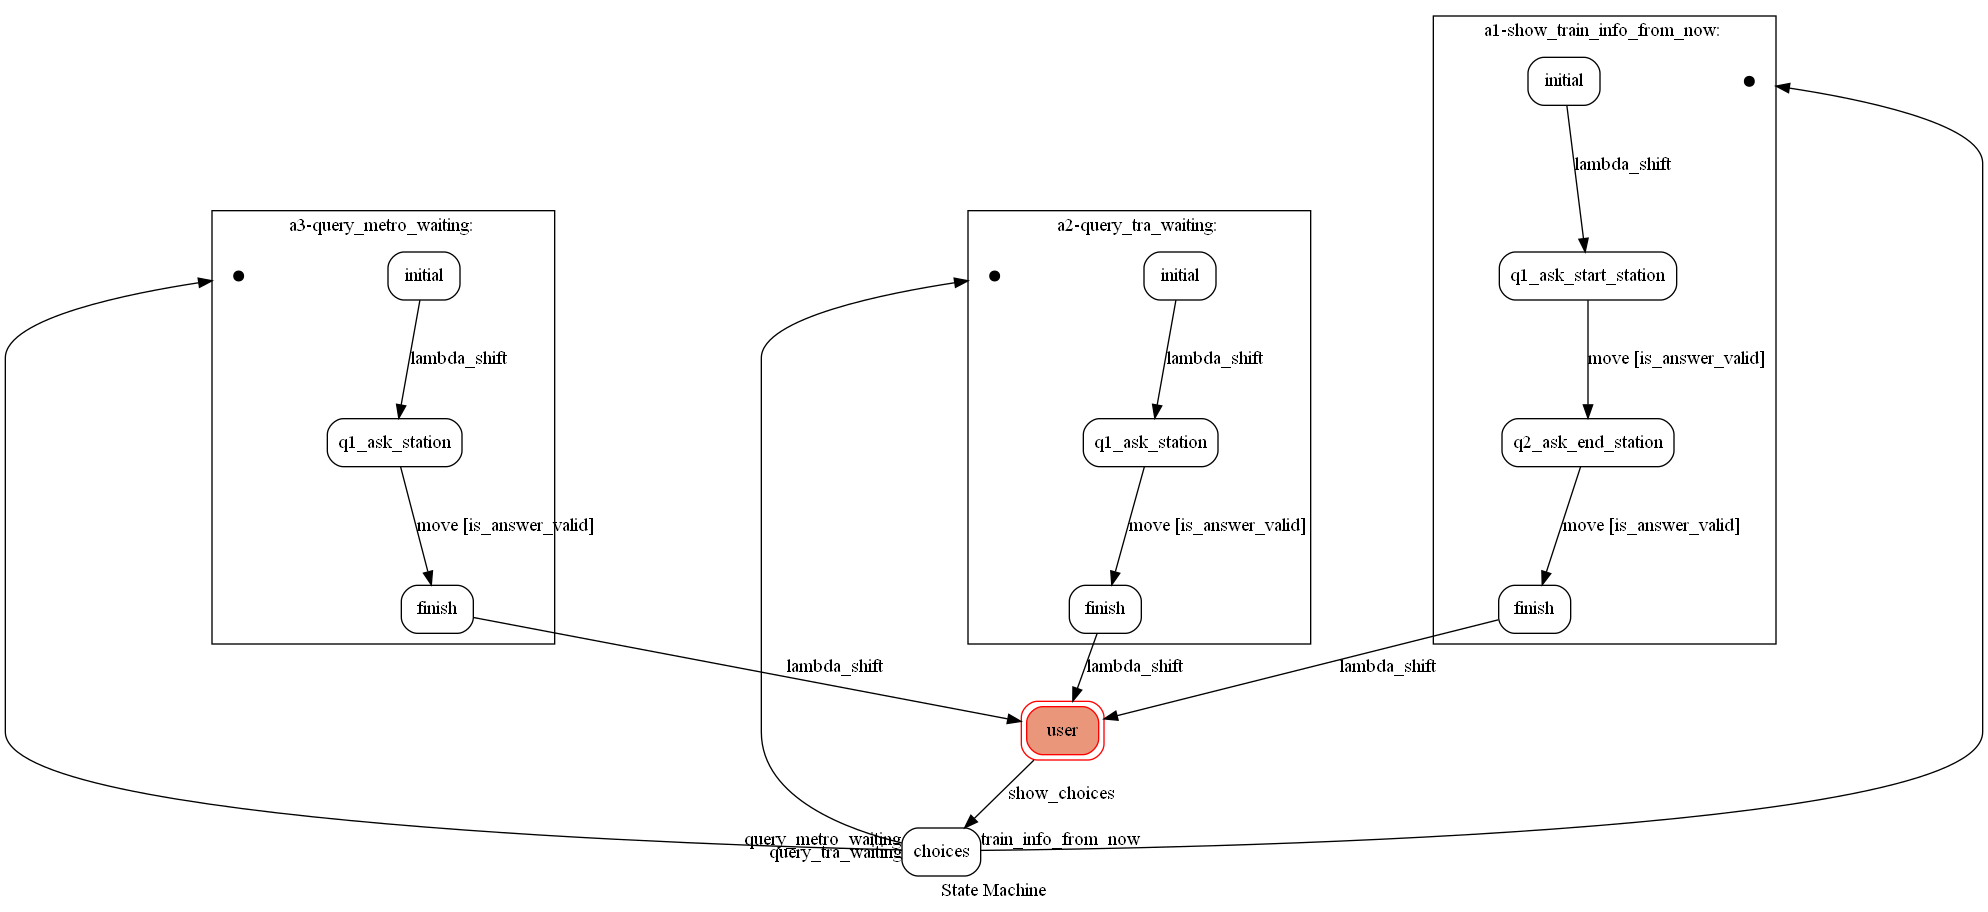 a1-show_train_info_from_now:
initial
lambda_shift
a3-query_metro_waiting:
a2-query_tra_waiting:
initial
initial
q1_ask_start_station
lambda_shift
lambda_shift
move [is_answer_valid]
q1_ask_station
q1_ask_station
q2_ask_end_station
move [is_answer_valid]
move [is_answer_valid]
move [is_answer_valid]
finish
finish
finish
lambda_shift
lambda_shift
lambda_shift
user
show_choices
query_metro_waiting
train_info_from_now
query_tra_waiting
choices
State Machine